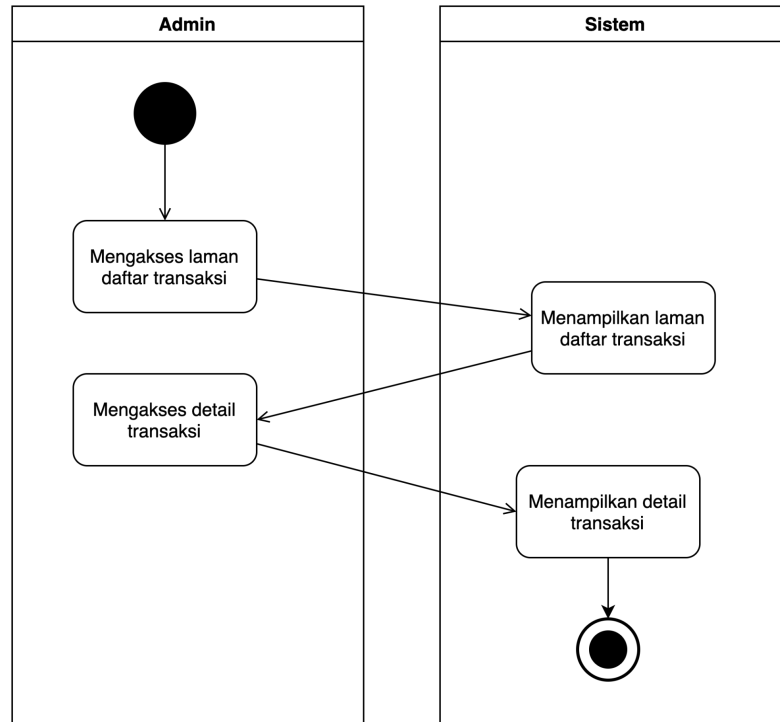 Admin
Sistem
Mengakses laman
daftar transaksi
Menampilkan laman
daftar transaksi
Mengakses detail
transaksi
Menampilkan detail
transaksi